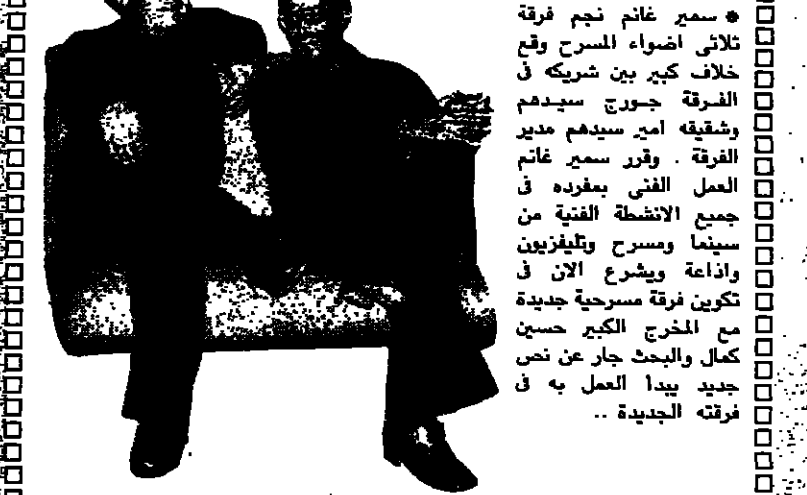 ● سمير غانم نجم فرقة
ثلاثى اضواء المسرح وقع
خلاف كبير بين شريكه فى
الفرقة جورج سيدهم
وشقيقه امير سيدهم مدير
الفرقة . وقرر سمير غانم
العمل الفنى بمفرده فى
جميع الانشطة الفنية من
سينما ومسرح وتليفزيون
واذاعة ويشرع الان فى
تكوين فرقة مسرحية جديدة
مع المخرج الكبير حسين
كمال والبحث جار عن نص
جديد يبدأ العمل به فى
فرقته الجديدة ..